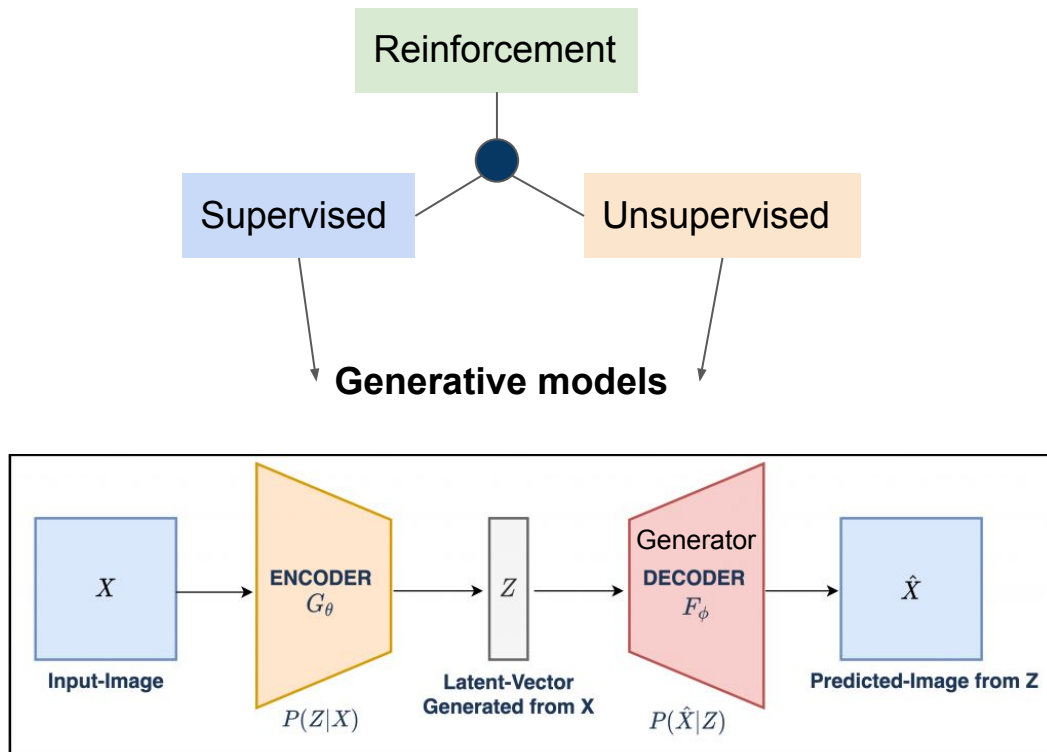 Reinforcement
Supervised
Unsupervised
Generative models
X
Input-Image
ENCODER
G_θ
P(Z|X)
Z
Latent-Vector
Generated from X
Generator
DECODER
F_ϕ
P(X̂|Z)
X̂
Predicted-Image from Z